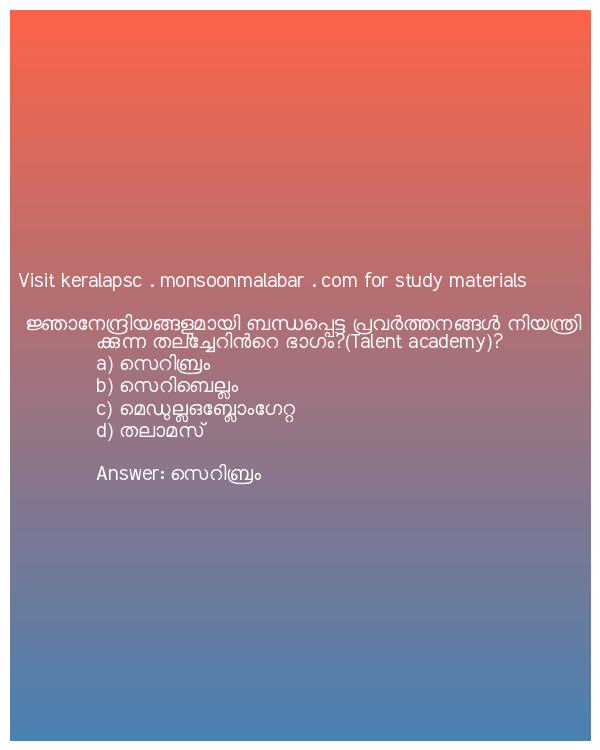 Visit keralapsc . monsoonmalabar . com for study materials
ജ്ഞാനേന്ദ്രിയങ്ങളുമായി ബന്ധപ്പെട്ട പ്രവർത്തനങ്ങൾ നിയന്ത്രി
ക്കുന്ന തലച്ചേറിൻറെ ഭാഗം?(Talent academy)?
a) സെറിബ്രം
b) സെറിബെല്ലം
c) മെഡുല്ലഒബ്ലോംഗേറ്റ
d) തലാമസ്
Answer: സെറിബ്രം